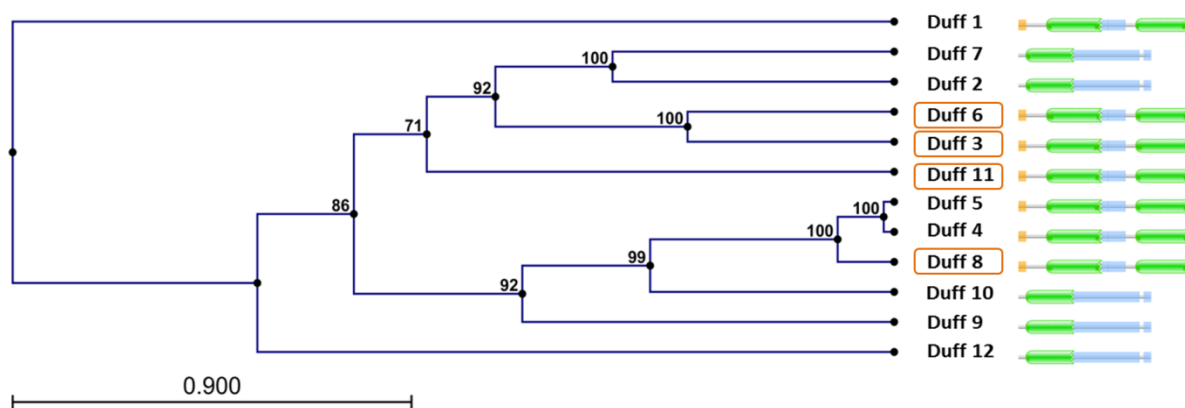 Duff 1
100
Duff 7
92
Duff 2
71
100
Duff 6
Duff 3
86
Duff 11
100
Duff 5
100
Duff 4
99
Duff 8
92
Duff 10
Duff 9
Duff 12
0.900